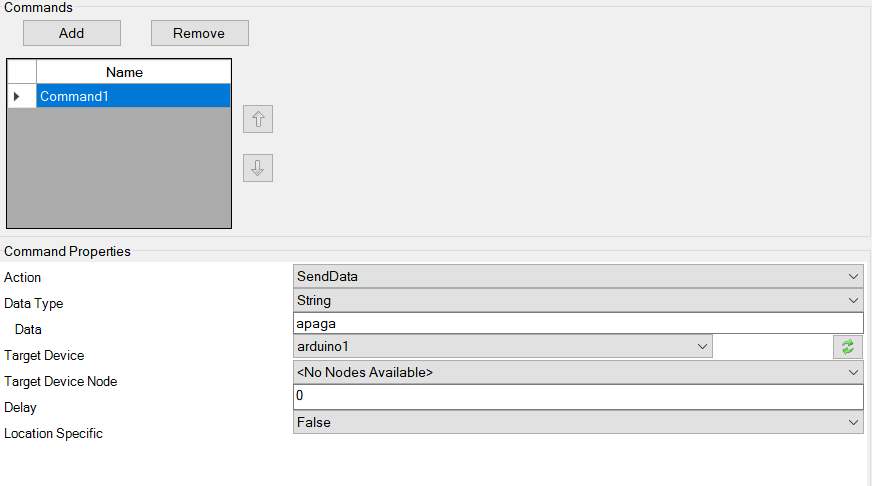 Commands
Add Remove
Name
Command1
Command Properties
Action SendData
Data Type String
Data apaga
Target Device arduino1
Target Device Node <No Nodes Available>
Delay 0
Location Specific False